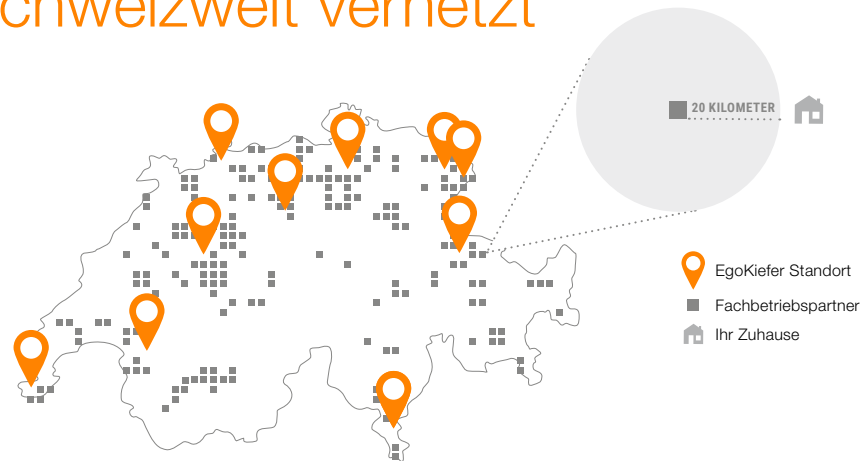 chweizweit vernetzt
20 KILOMETER
EgoKiefer Standort
Fachbetriebspartner
Ihr Zuhause